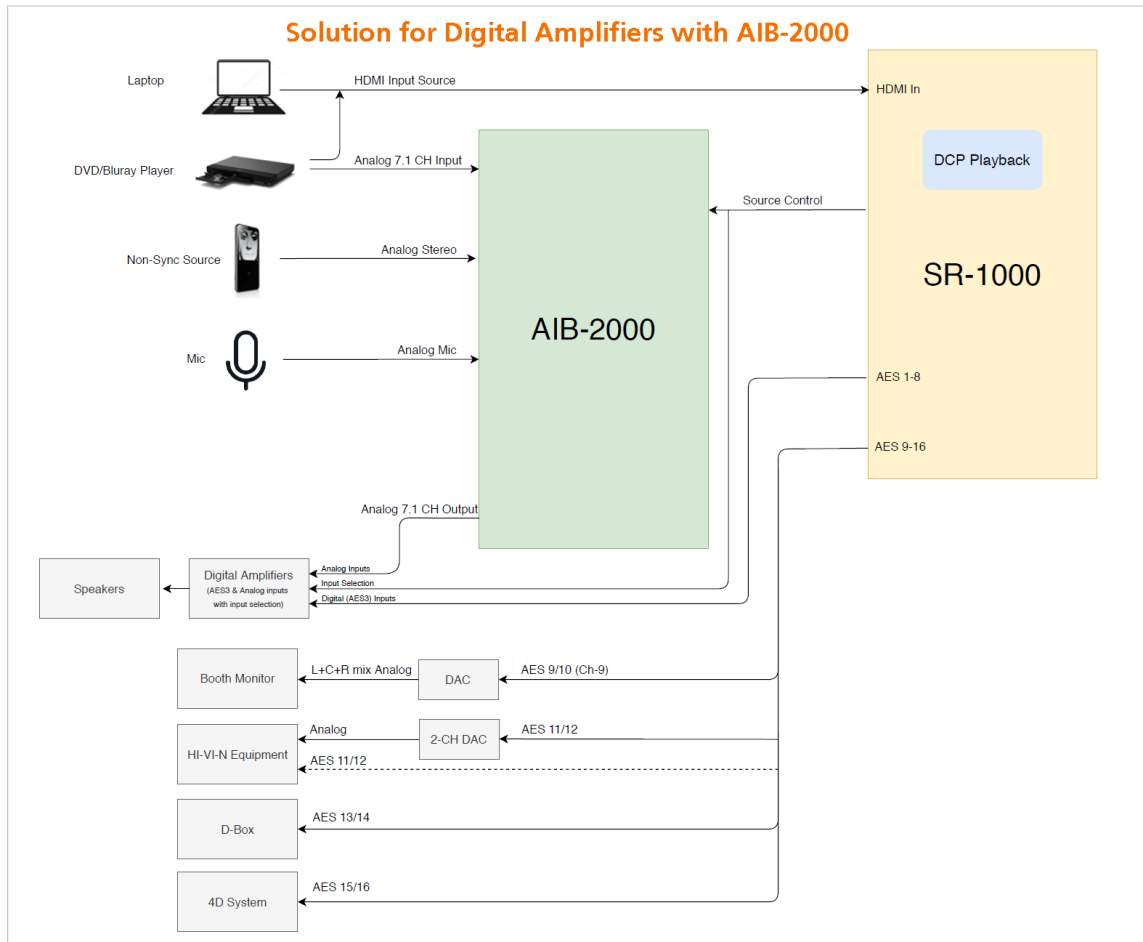 Solution for Digital Amplifiers with AIB-2000
Laptop
HDMI Input Source
HDMI In
DCP Playback
DVD/Bluray Player
Analog 7.1 CH Input
Source Control
Non-Sync Source
Analog Stereo
SR-1000
AIB-2000
Mic
Analog Mic
AES 1-8
AES 9-16
Analog 7.1 CH Output
Speakers
Digital Amplifiers
(AES3 & Analog inputs
with input selection)
Analog Inputs
Input Selection
Digital (AES3) Inputs
Booth Monitor
L+C+R mix Analog
DAC
AES 9/10 (Ch-9)
HI-VI-N Equipment
Analog
2-CH DAC
AES 11/12
AES 11/12
D-Box
AES 13/14
4D System
AES 15/16